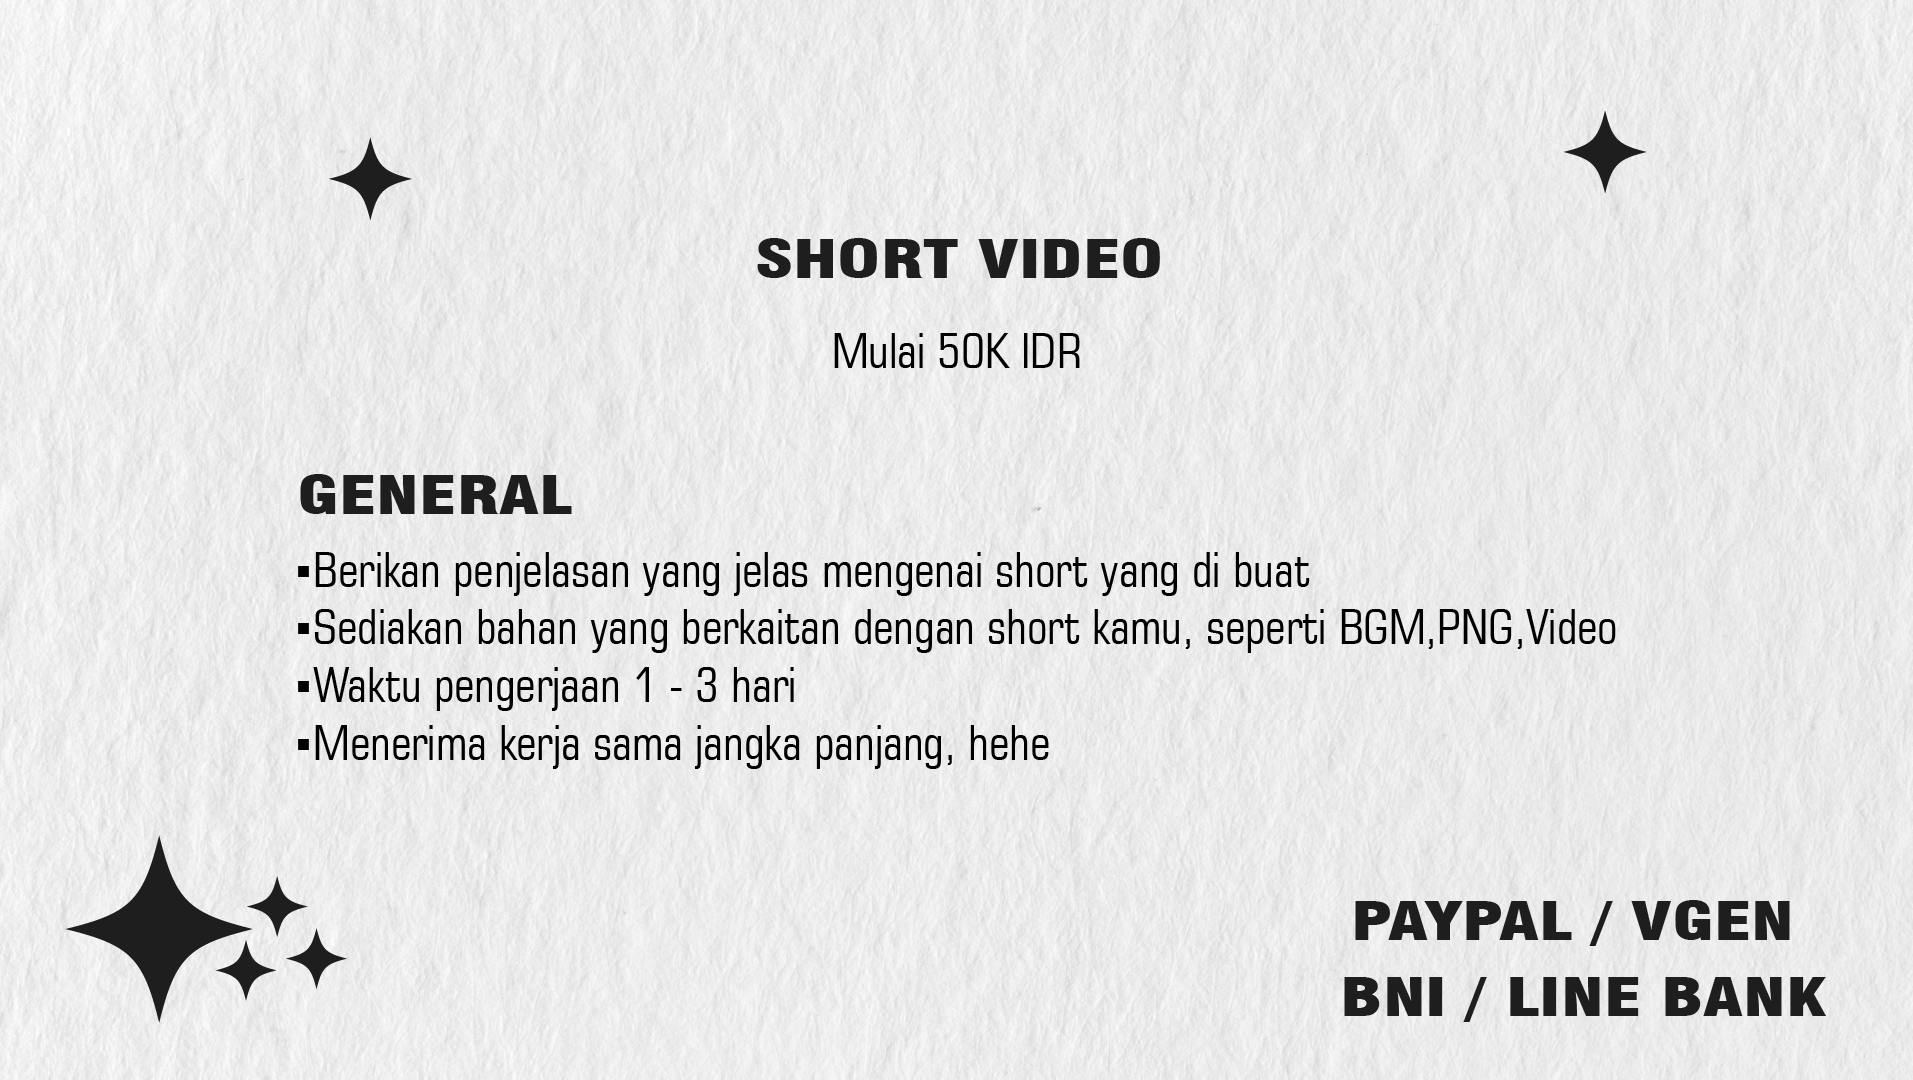 SHORT VIDEO
Mulai 50K IDR
GENERAL
▪Berikan penjelasan yang jelas mengenai short yang di buat
▪Sediakan bahan yang berkaitan dengan short kamu, seperti BGM,PNG,Video
▪Waktu pengerjaan 1 - 3 hari
▪Menerima kerja sama jangka panjang, hehe
PAYPAL / VGEN
BNI / LINE BANK